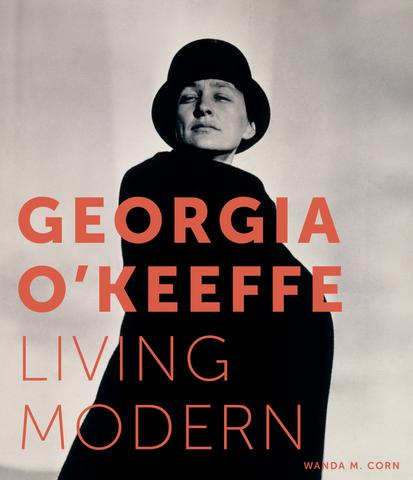 GEORGIA
O'KEEFFE
LIVING
MODERN
WANDA M. CORN